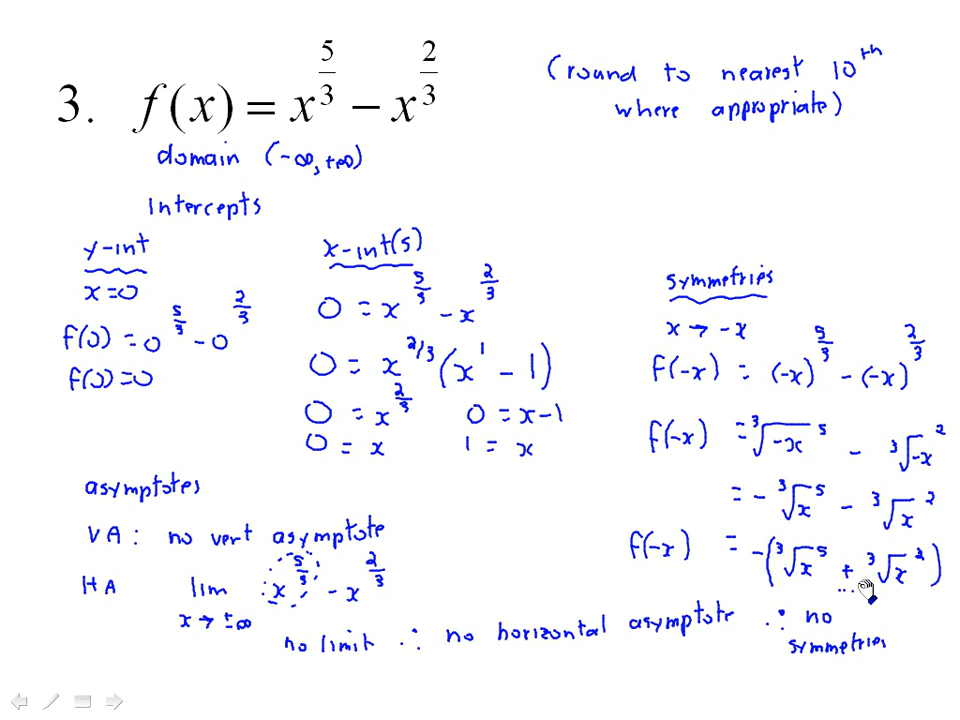 3. f(x) = x^(5/3) − x^(2/3)
(round to nearest 10^th
where appropriate)
domain (-∞, +∞)
Intercepts
y-int
x=0
f(0) = 0^(5/3) - 0^(2/3)
f(0)=0
x-int(s)
0 = x^(5/3) - x^(2/3)
0 = x^(2/3) (x^1 - 1)
0 = x^(2/3) 0 = x-1
0 = x 1 = x
symmetries
x → -x
f(-x) = (-x)^(5/3) - (-x)^(2/3)
f(-x) = ∛(-x)^5 - ∛(-x)^2
= - ∛x^5 - ∛x^2
f(-x) = -(∛x^5 + ∛x^2)
∴ no
symmetries
asymptotes
VA: no vert asymptote
HA lim x → ±∞ x^(5/3) - x^(2/3)
no limit ∴ no horizontal asymptote